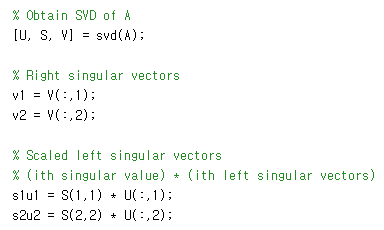 % Obtain SVD of A
[U, S, V] = svd(A);
% Right singular vectors
v1 = V(:,1);
v2 = V(:,2);
% Scaled left singular vectors
% (ith singular value) * (ith left singular vectors)
s1u1 = S(1,1) * U(:,1);
s2u2 = S(2,2) * U(:,2);